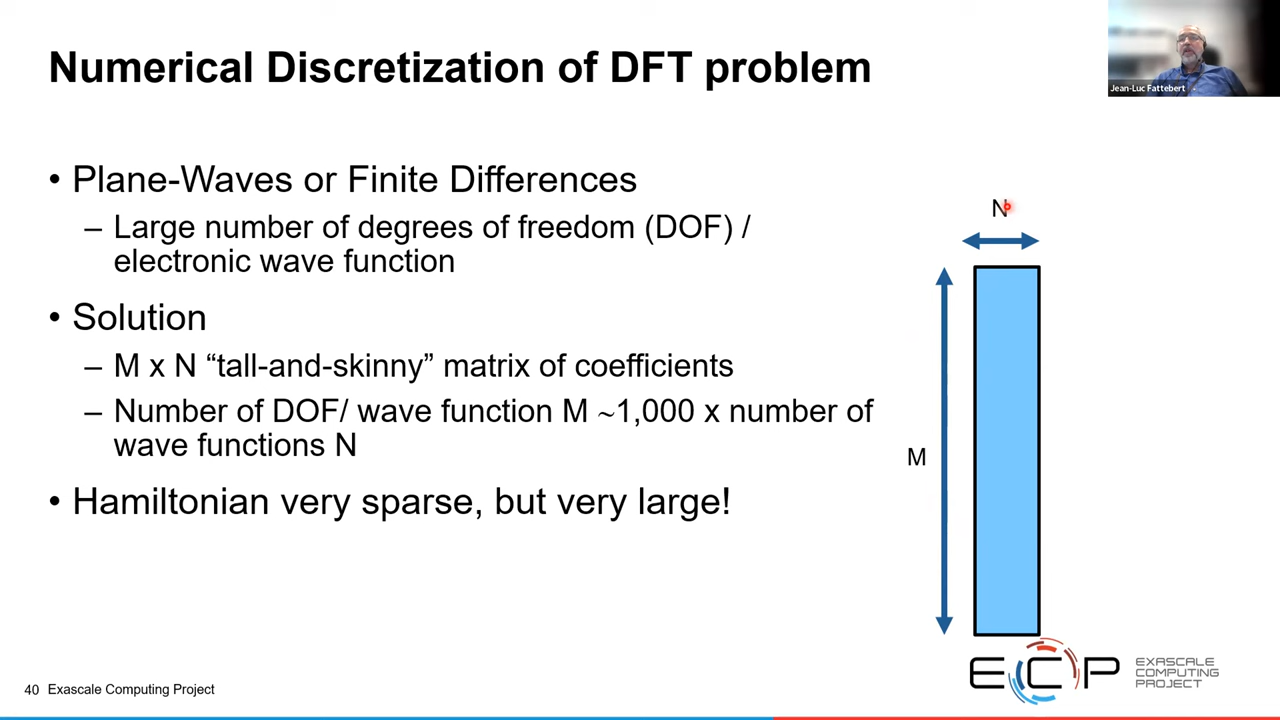 Numerical Discretization of DFT problem
Jean-Luc Fattebert
• Plane-Waves or Finite Differences
– Large number of degrees of freedom (DOF) /
electronic wave function
• Solution
– M x N “tall-and-skinny” matrix of coefficients
– Number of DOF/ wave function M ~1,000 x number of
wave functions N
• Hamiltonian very sparse, but very large!
N
M
40 Exascale Computing Project
ECP
EXASCALE
COMPUTING
PROJECT